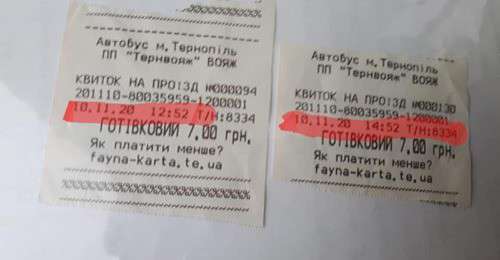 Автобус м.Тернопіль
ПП "Тернвояж" ВОЯЖ
КВИТОК НА ПРОЇЗД №000094
201110-80035959-1200001
10.11.20 12:52 Т/Н:8334
ГОТІВКОВИЙ 7,00 грн.
Як платити менше?
fayna-karta.te.ua
Автобус м.Тернопіль
ПП "Тернвояж" ВОЯЖ
КВИТОК НА ПРОЇЗД №000130
201110-80035959-1200001
10.11.20 14:52 Т/Н:8334
ГОТІВКОВИЙ 7,00 грн.
Як платити менше?
fayna-karta.te.ua